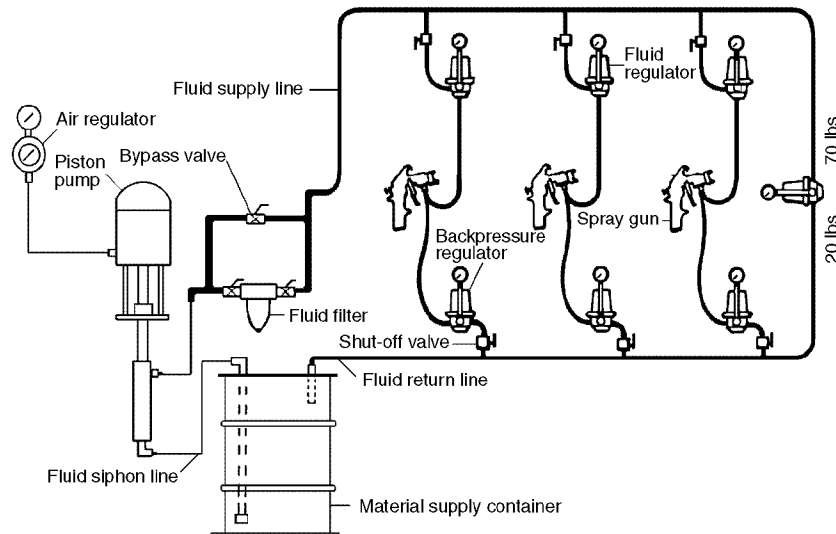 Fluid
regulator
Fluid supply line
Air regulator
Bypass valve
Piston
pump
70 lbs
Spray gun
20 lbs
Backpressure
regulator
Fluid filter
Shut-off valve
Fluid return line
Fluid siphon line
Material supply container